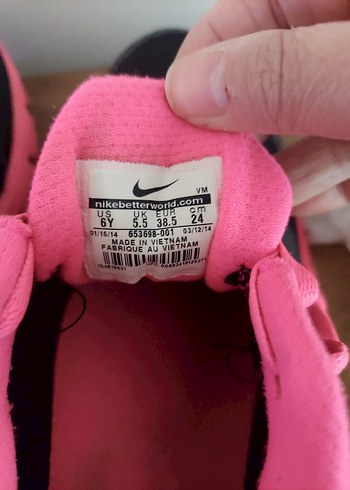 VM
nikebetterworld.com
US UK EUR cm
6Y 5.5 38.5 24
01/15/14 653698-001 03/12/14
MADE IN VIETNAM
FABRIQUE AU VIETNAM